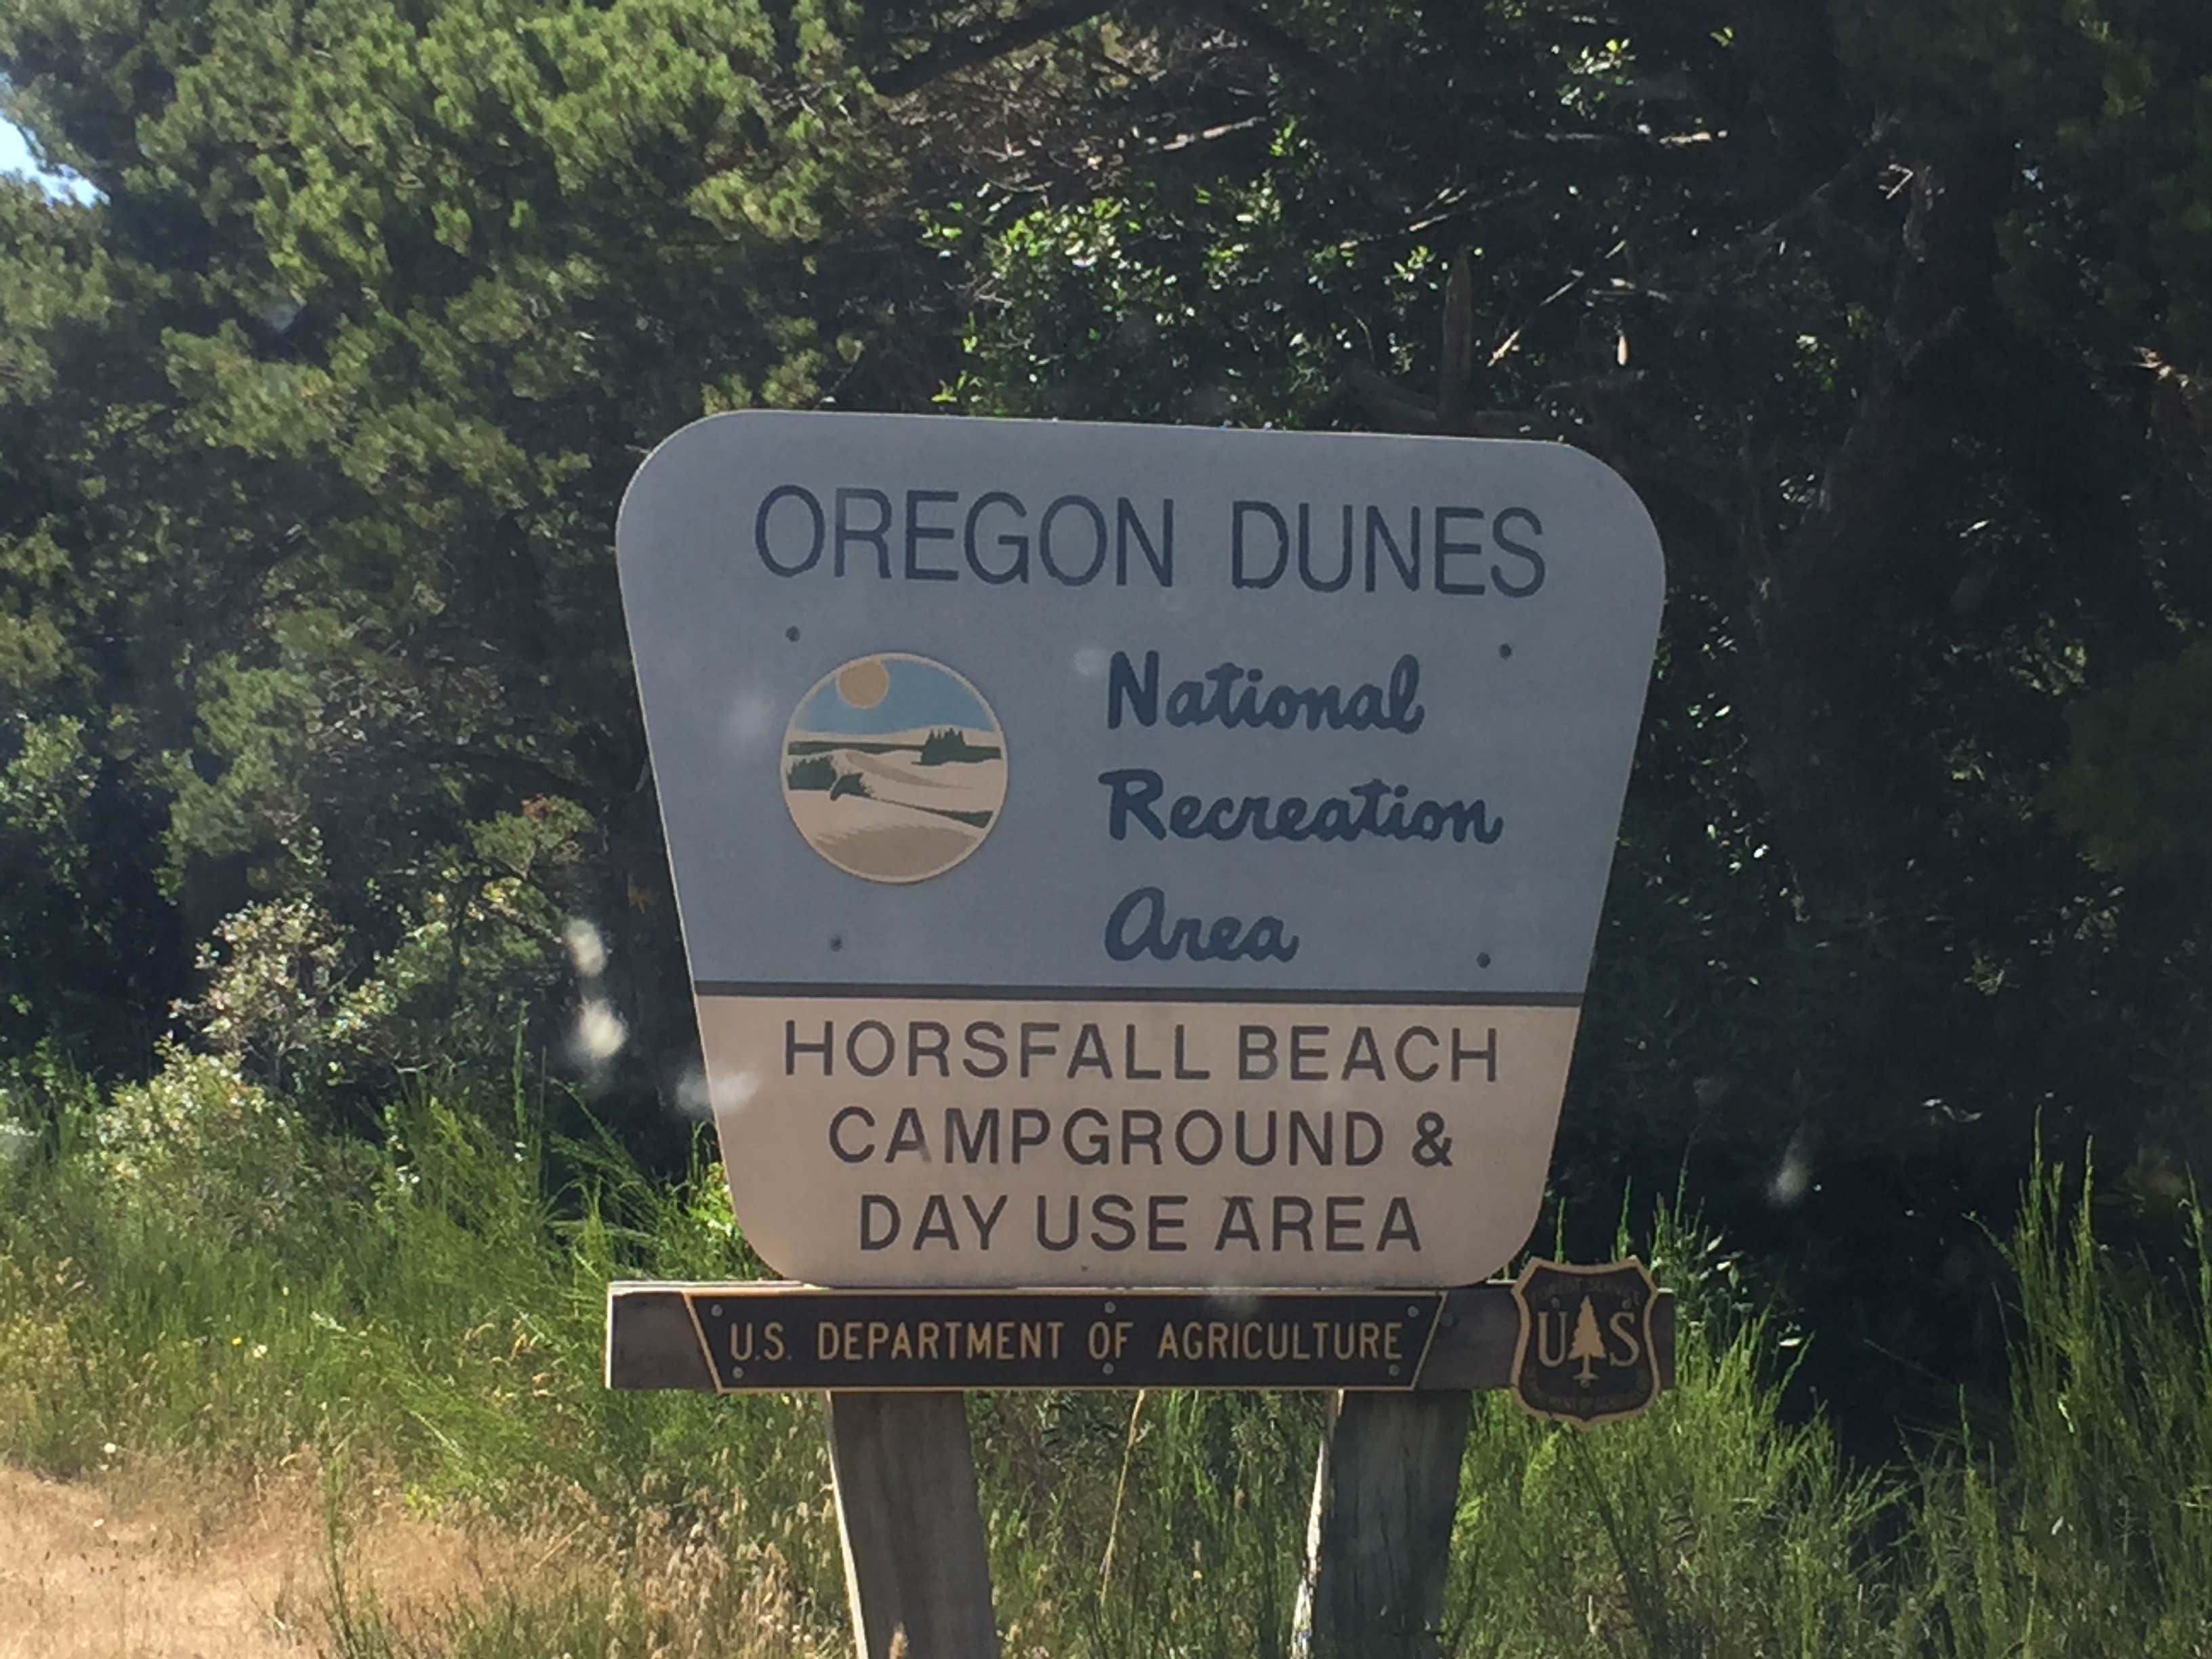 OREGON DUNES
National
Recreation
Area
HORSFALL BEACH
CAMPGROUND &
DAY USE AREA
U.S. DEPARTMENT OF AGRICULTURE
US